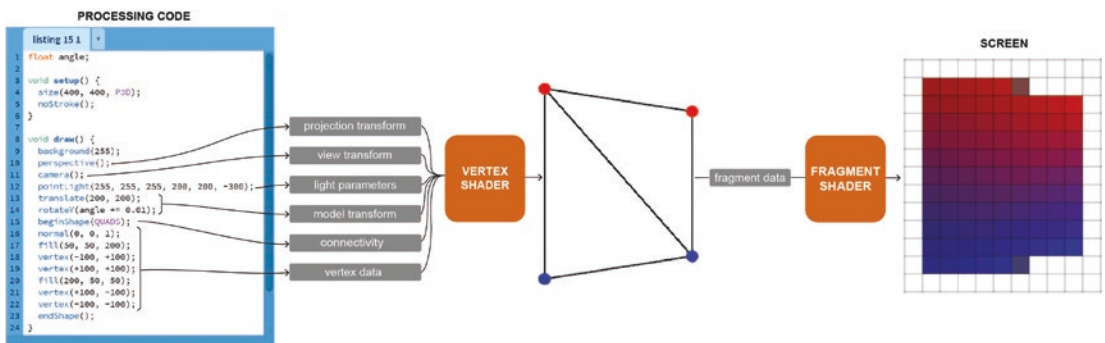 PROCESSING CODE
listing 15 1
1 float angle;
2
3 void setup() {
4 size(400, 400, P3D);
5 noStroke();
6 }
7
8 void draw() {
9 background(255);
10 perspective();
11 camera();
12 pointLight(255, 255, 255, 200, 200, -300);
13 translate(200, 200);
14 rotateY(angle += 0.01);
15 beginShape(QUADS);
16 normal(0, 0, 1);
17 fill(50, 50, 200);
18 vertex(-100, +100);
19 vertex(+100, +100);
20 fill(200, 50, 50);
21 vertex(+100, -100);
22 vertex(-100, -100);
23 endShape();
24 }
projection transform
view transform
light parameters
model transform
connectivity
vertex data
VERTEX
SHADER
fragment data
FRAGMENT
SHADER
SCREEN